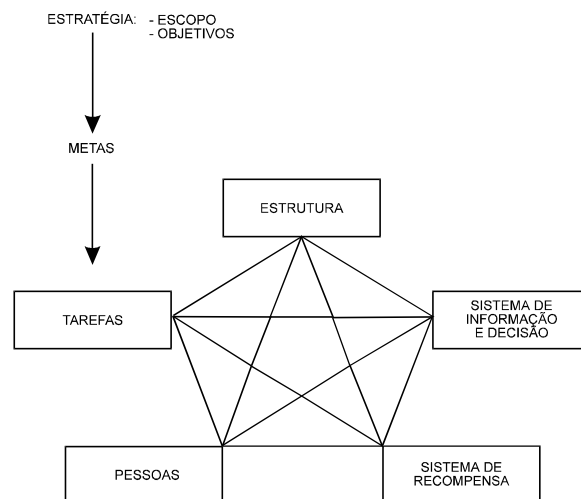 ESTRATÉGIA: - ESCOPO
- OBJETIVOS
METAS
ESTRUTURA
TAREFAS
SISTEMA DE
INFORMAÇÃO
E DECISÃO
PESSOAS
SISTEMA DE
RECOMPENSA